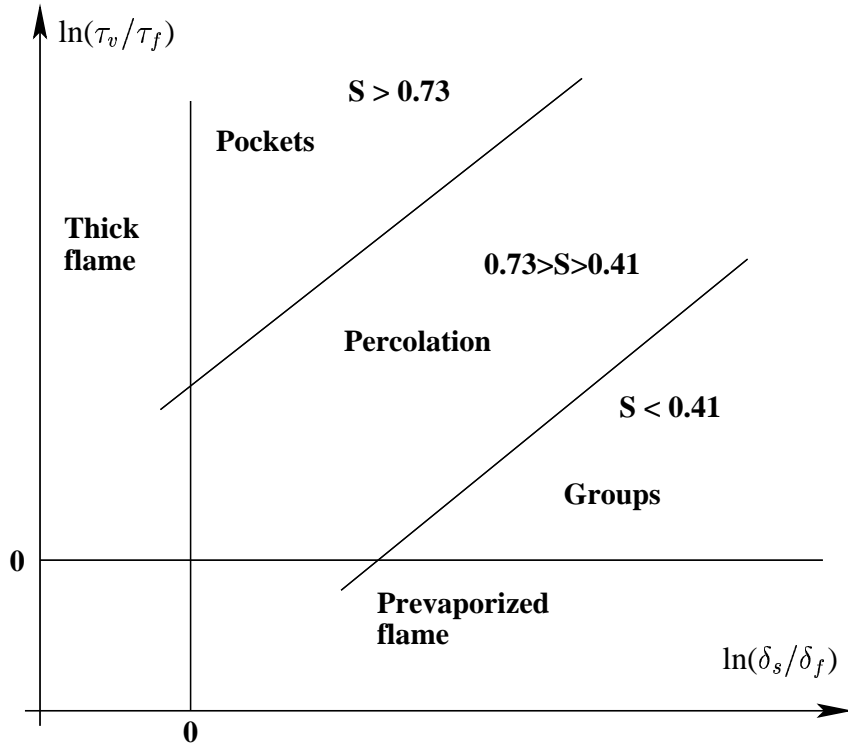 ln(τ_v/τ_f)
S > 0.73
Pockets
Thick
flame
0.73>S>0.41
Percolation
S < 0.41
Groups
0
Prevaporized
flame
ln(δ_s/δ_f)
0